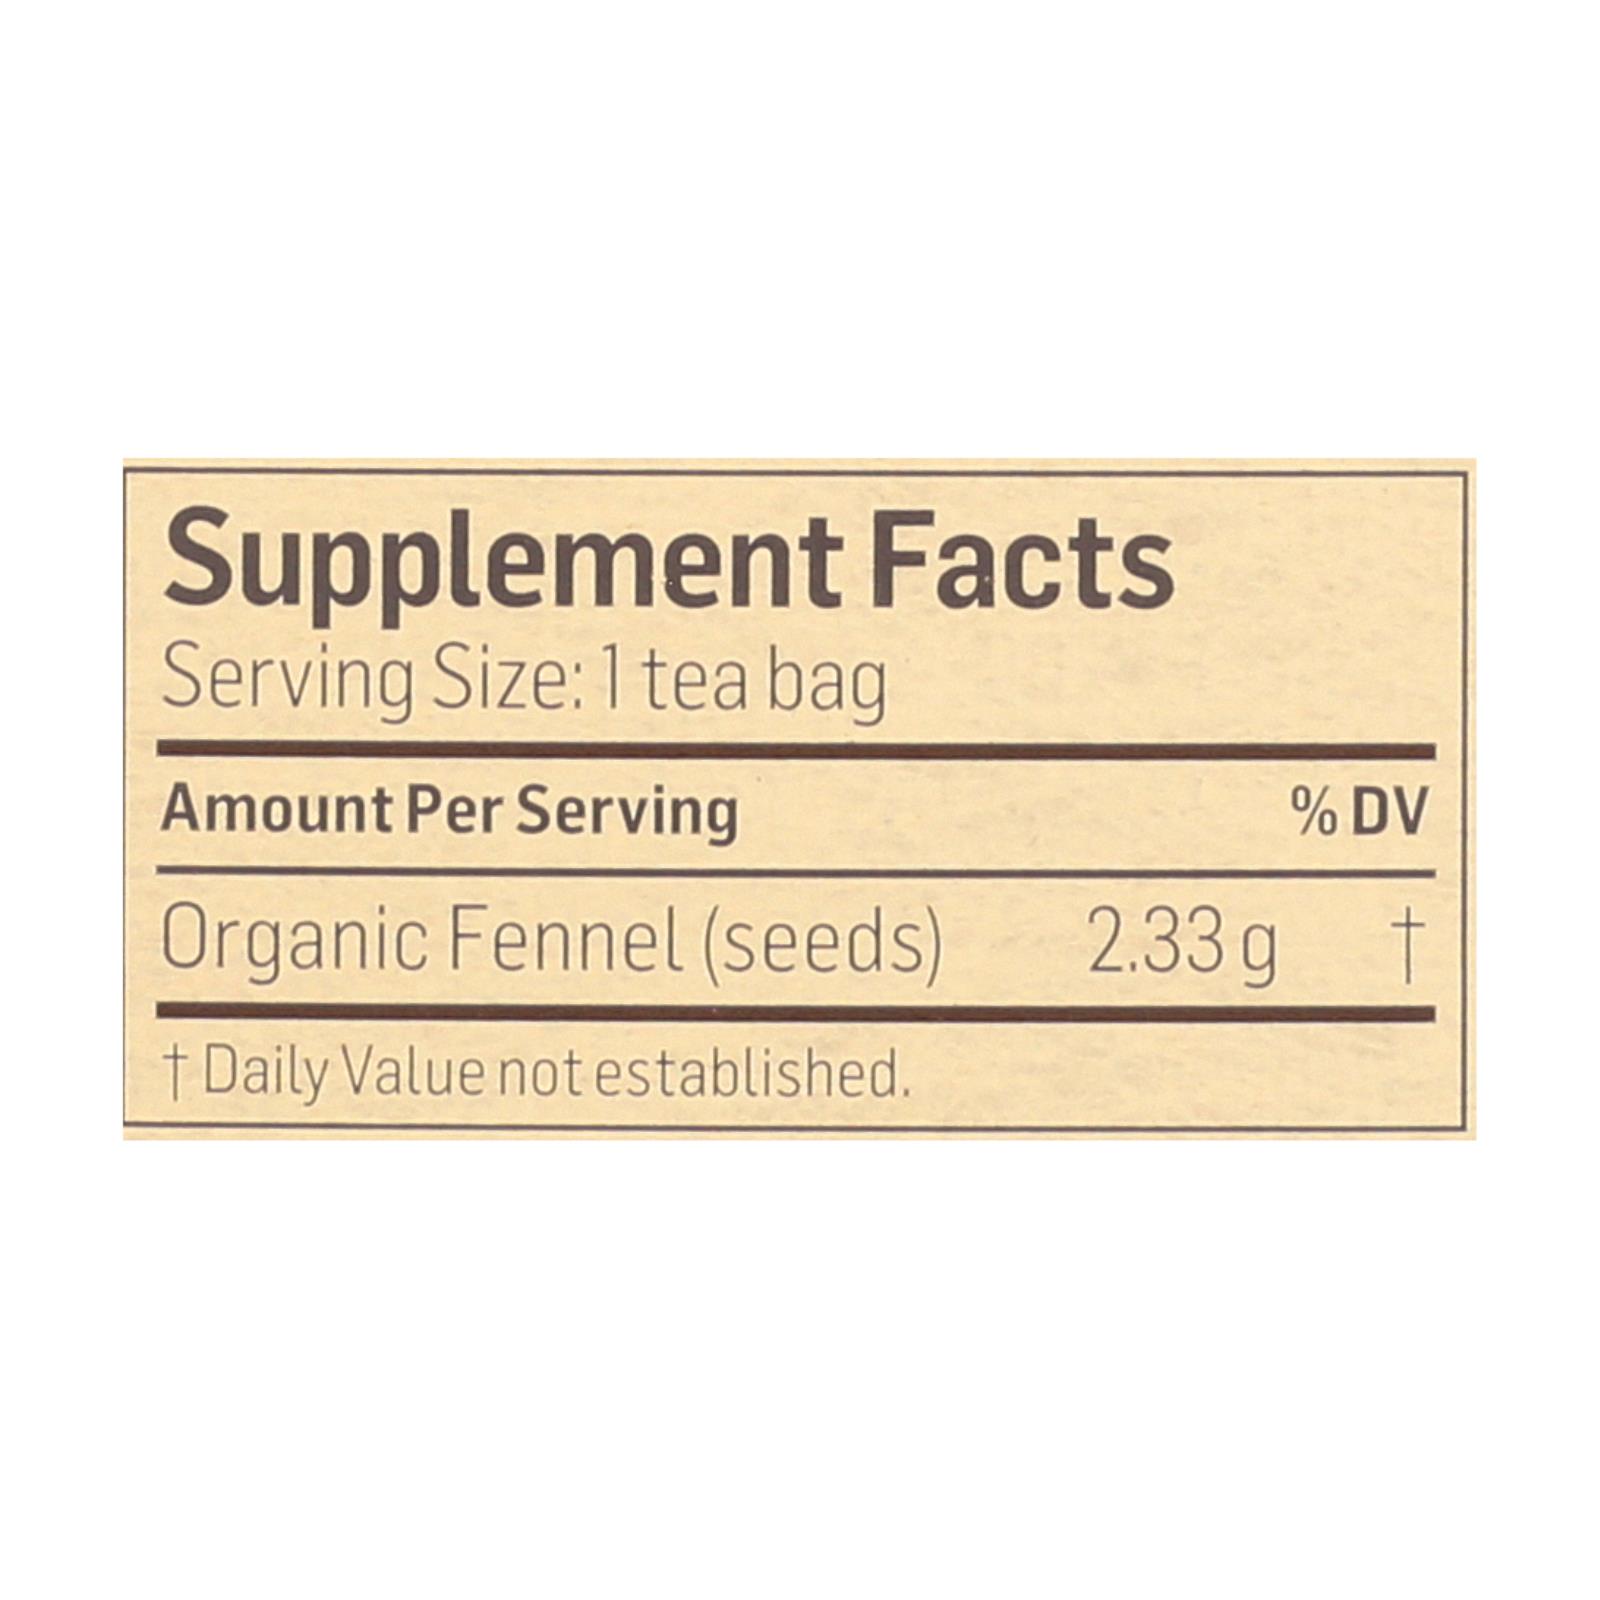 Supplement Facts
Serving Size: 1 tea bag
Amount Per Serving % DV
Organic Fennel (seeds) 2.33 g †
† Daily Value not established.